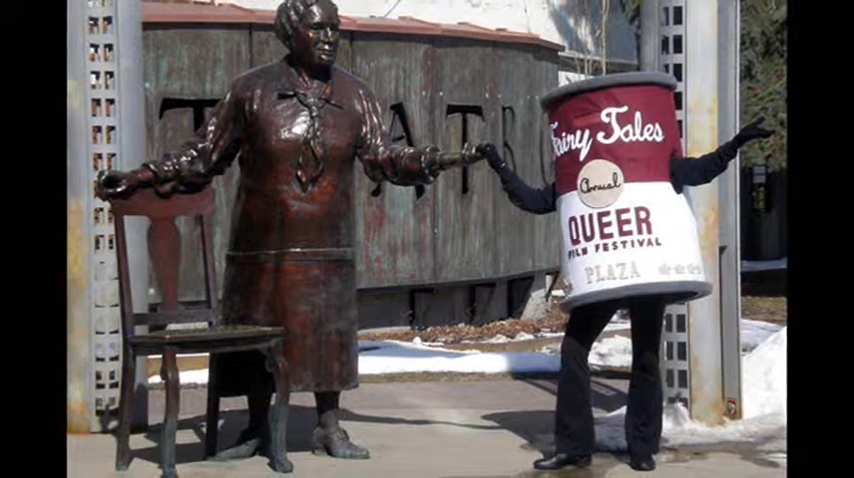 Fairy Tales
Annual
QUEER
FILM FESTIVAL
PLAZA